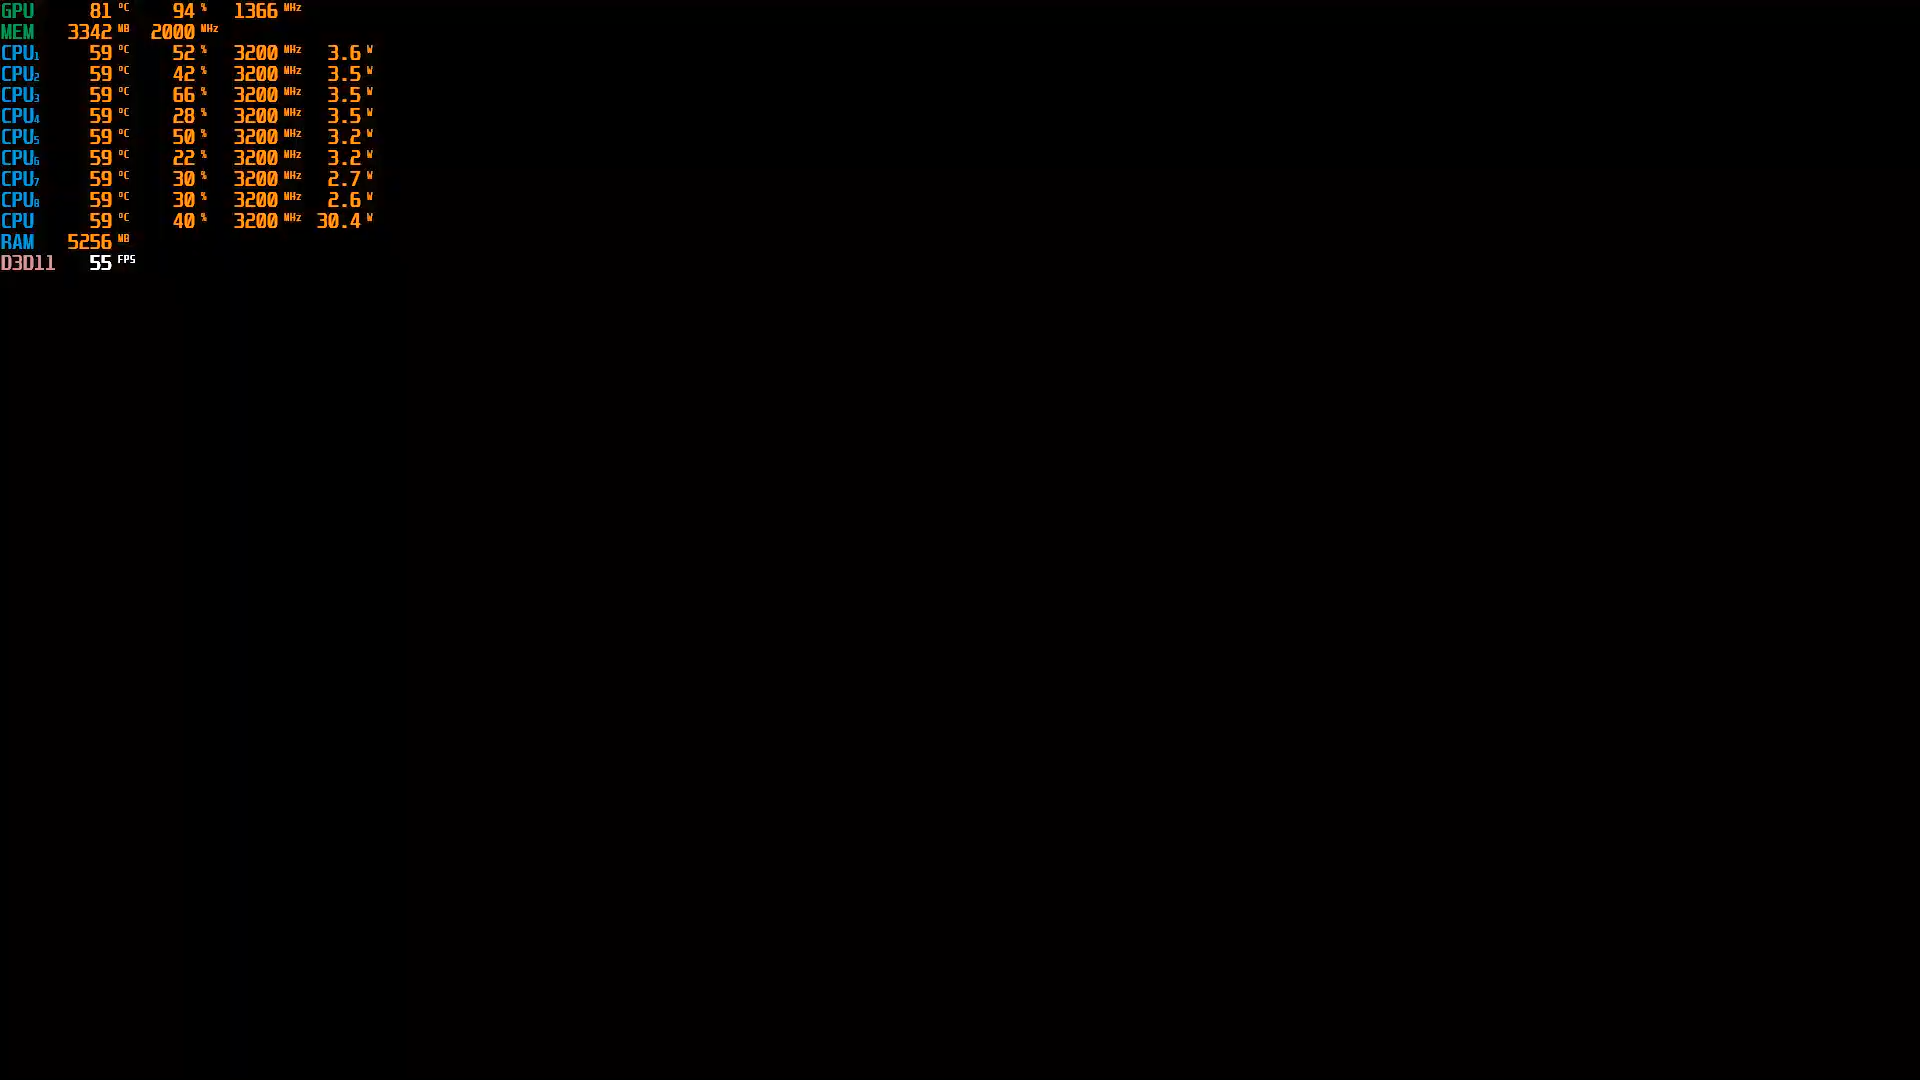 GPU 81 °C 94 % 1366 MHz
MEM 3342 MB 2000 MHz
CPU1 59 °C 52 % 3200 MHz 3.6 W
CPU2 59 °C 42 % 3200 MHz 3.5 W
CPU3 59 °C 66 % 3200 MHz 3.5 W
CPU4 59 °C 28 % 3200 MHz 3.5 W
CPU5 59 °C 50 % 3200 MHz 3.2 W
CPU6 59 °C 22 % 3200 MHz 3.2 W
CPU7 59 °C 30 % 3200 MHz 2.7 W
CPU8 59 °C 30 % 3200 MHz 2.6 W
CPU 59 °C 40 % 3200 MHz 30.4 W
RAM 5256 MB
D3D11 55 FPS